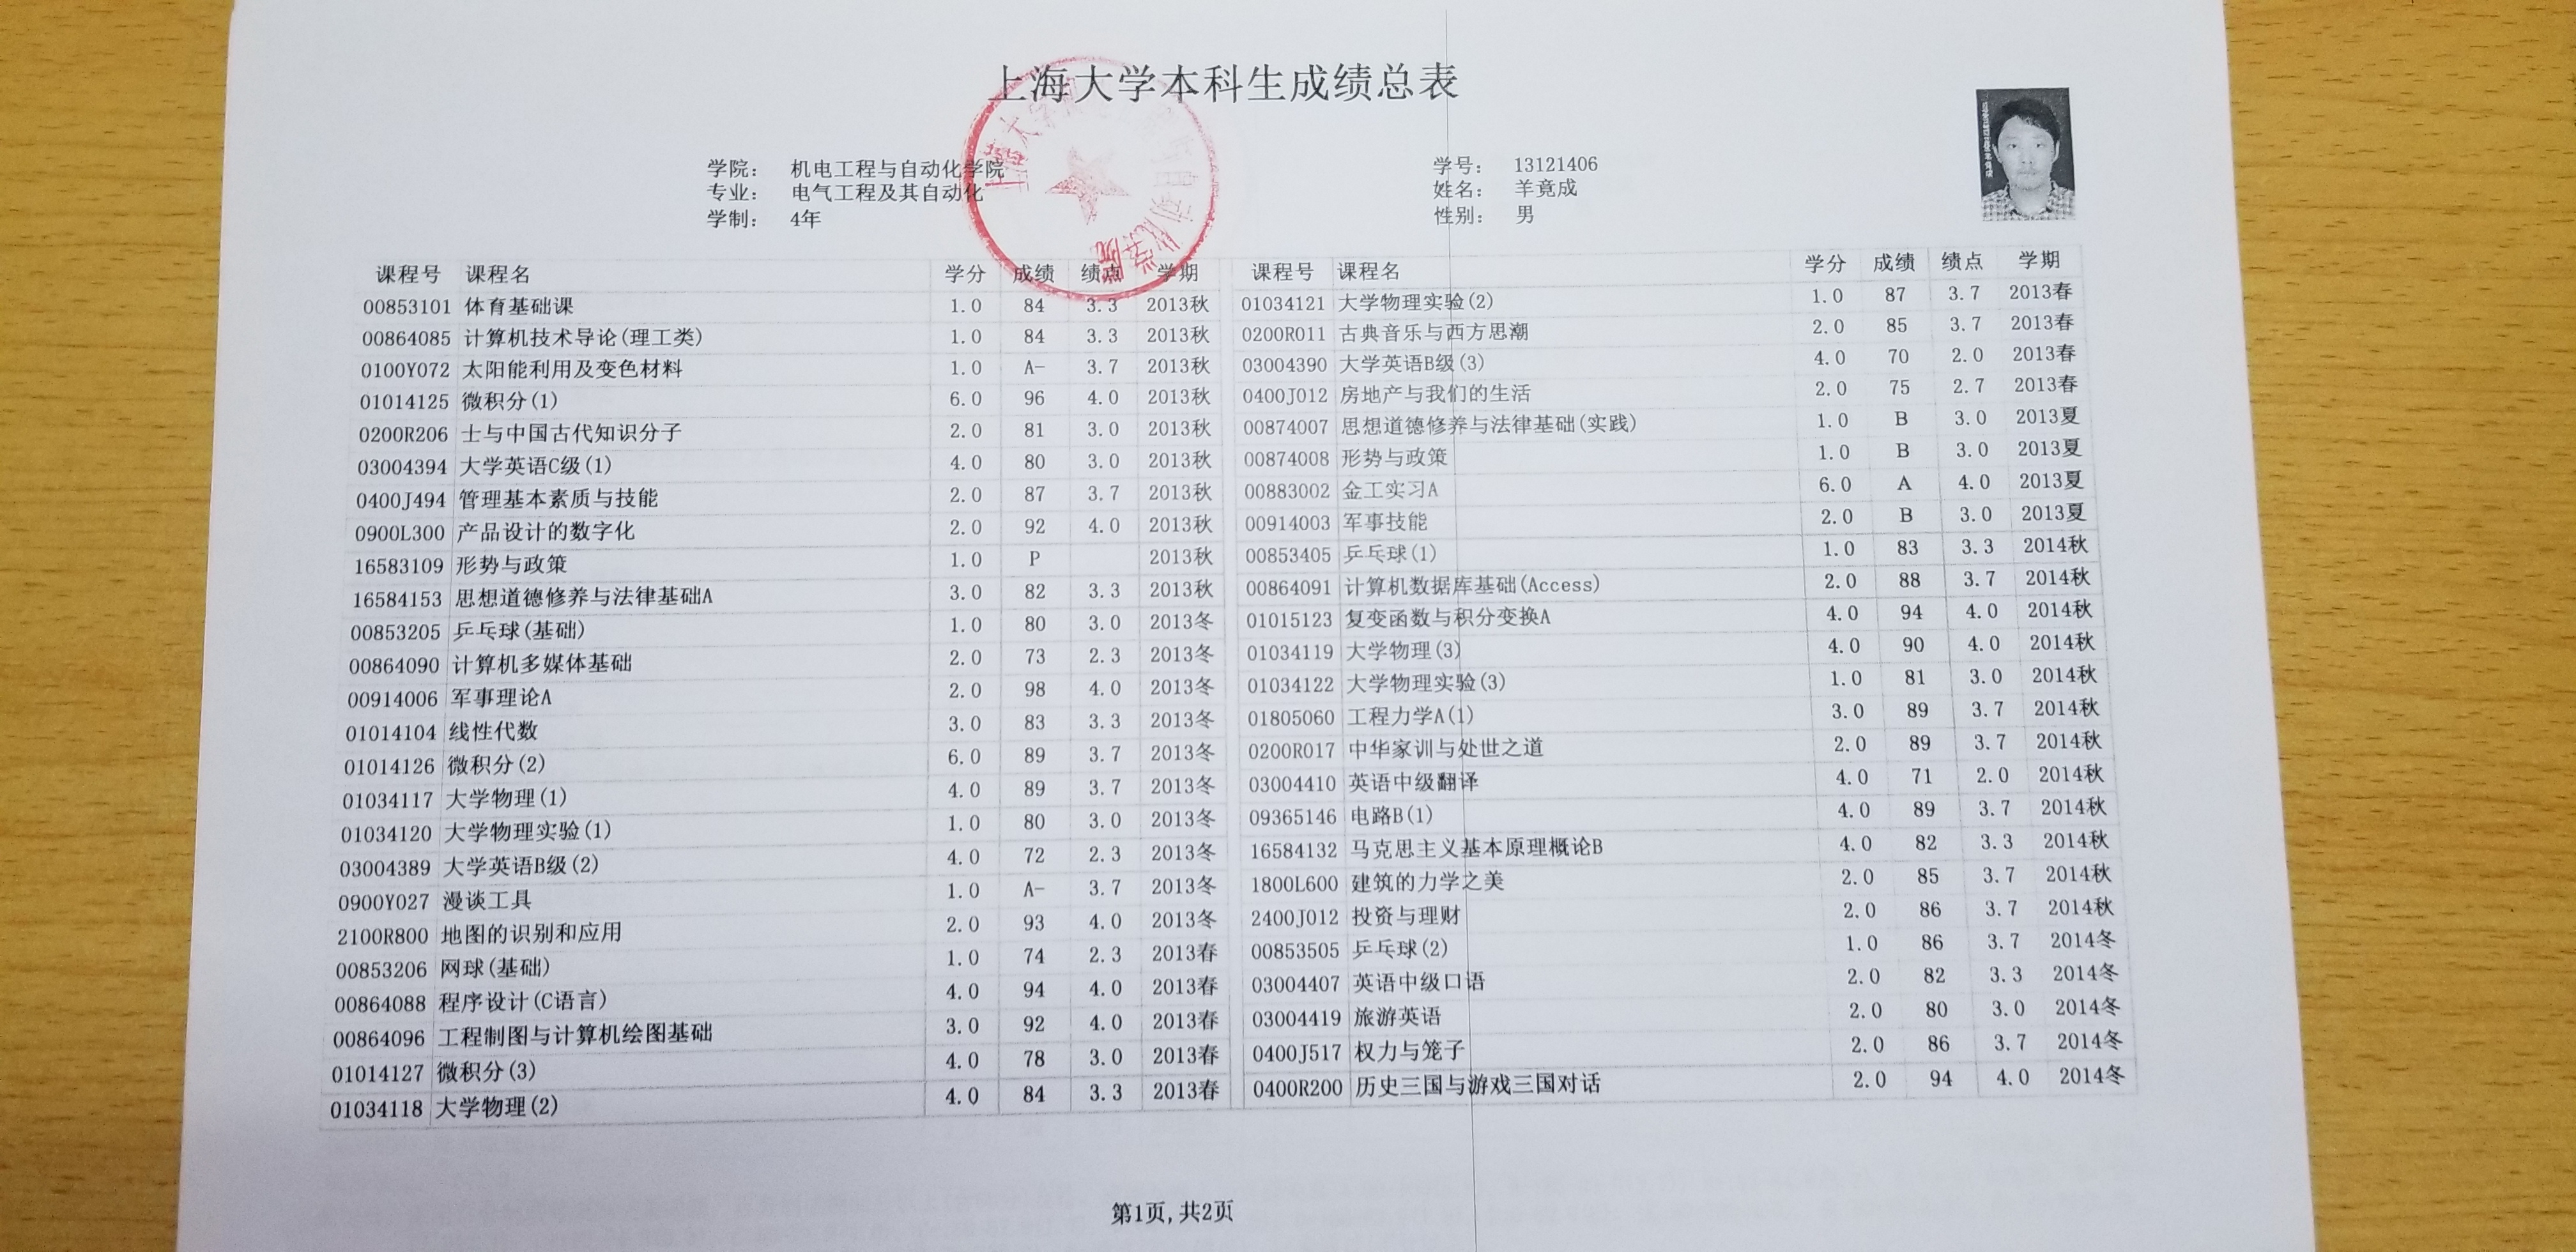 上海大学本科生成绩总表
学院： 机电工程与自动化学院 学号： 13121406
专业： 电气工程及其自动化 姓名： 羊竟成
学制： 4年 性别： 男
课程号 课程名 学分 成绩 绩点 学期 课程号 课程名 学分 成绩 绩点 学期
00853101 体育基础课 1.0 84 3.3 2013秋 01034121 大学物理实验(2) 1.0 87 3.7 2013春
00864085 计算机技术导论(理工类) 1.0 84 3.3 2013秋 0200R011 古典音乐与西方思潮 2.0 85 3.7 2013春
0100Y072 太阳能利用及变色材料 1.0 A- 3.7 2013秋 03004390 大学英语B级(3) 4.0 70 2.0 2013春
01014125 微积分(1) 6.0 96 4.0 2013秋 0400J012 房地产与我们的生活 2.0 75 2.7 2013春
0200R206 士与中国古代知识分子 2.0 81 3.0 2013秋 00874007 思想道德修养与法律基础(实践) 1.0 B 3.0 2013夏
03004394 大学英语C级(1) 4.0 80 3.0 2013秋 00874008 形势与政策 1.0 B 3.0 2013夏
0400J494 管理基本素质与技能 2.0 87 3.7 2013秋 00883002 金工实习A 6.0 A 4.0 2013夏
0900L300 产品设计的数字化 2.0 92 4.0 2013秋 00914003 军事技能 2.0 B 3.0 2013夏
16583109 形势与政策 1.0 P 2013秋 00853405 乒乓球(1) 1.0 83 3.3 2014秋
16584153 思想道德修养与法律基础A 3.0 82 3.3 2013秋 00864091 计算机数据库基础(Access) 2.0 88 3.7 2014秋
00853205 乒乓球(基础) 1.0 80 3.0 2013冬 01015123 复变函数与积分变换A 4.0 94 4.0 2014秋
00864090 计算机多媒体基础 2.0 73 2.3 2013冬 01034119 大学物理(3) 4.0 90 4.0 2014秋
00914006 军事理论A 2.0 98 4.0 2013冬 01034122 大学物理实验(3) 1.0 81 3.0 2014秋
01014104 线性代数 3.0 83 3.3 2013冬 01805060 工程力学A(1) 3.0 89 3.7 2014秋
01014126 微积分(2) 6.0 89 3.7 2013冬 0200R017 中华家训与处世之道 2.0 89 3.7 2014秋
01034117 大学物理(1) 4.0 89 3.7 2013冬 03004410 英语中级翻译 4.0 71 2.0 2014秋
01034120 大学物理实验(1) 1.0 80 3.0 2013冬 09365146 电路B(1) 4.0 89 3.7 2014秋
03004389 大学英语B级(2) 4.0 72 2.3 2013冬 16584132 马克思主义基本原理概论B 4.0 82 3.3 2014秋
0900Y027 漫谈工具 1.0 A- 3.7 2013冬 1800L600 建筑的力学之美 2.0 85 3.7 2014秋
2100R800 地图的识别和应用 2.0 93 4.0 2013冬 2400J012 投资与理财 2.0 86 3.7 2014秋
00853206 网球(基础) 1.0 74 2.3 2013春 00853505 乒乓球(2) 1.0 86 3.7 2014冬
00864088 程序设计(C语言) 4.0 94 4.0 2013春 03004407 英语中级口语 2.0 82 3.3 2014冬
00864096 工程制图与计算机绘图基础 3.0 92 4.0 2013春 03004419 旅游英语 2.0 80 3.0 2014冬
01014127 微积分(3) 4.0 78 3.0 2013春 0400J517 权力与笼子 2.0 86 3.7 2014冬
01034118 大学物理(2) 4.0 84 3.3 2013春 0400R200 历史三国与游戏三国对话 2.0 94 4.0 2014冬
第1页, 共2页